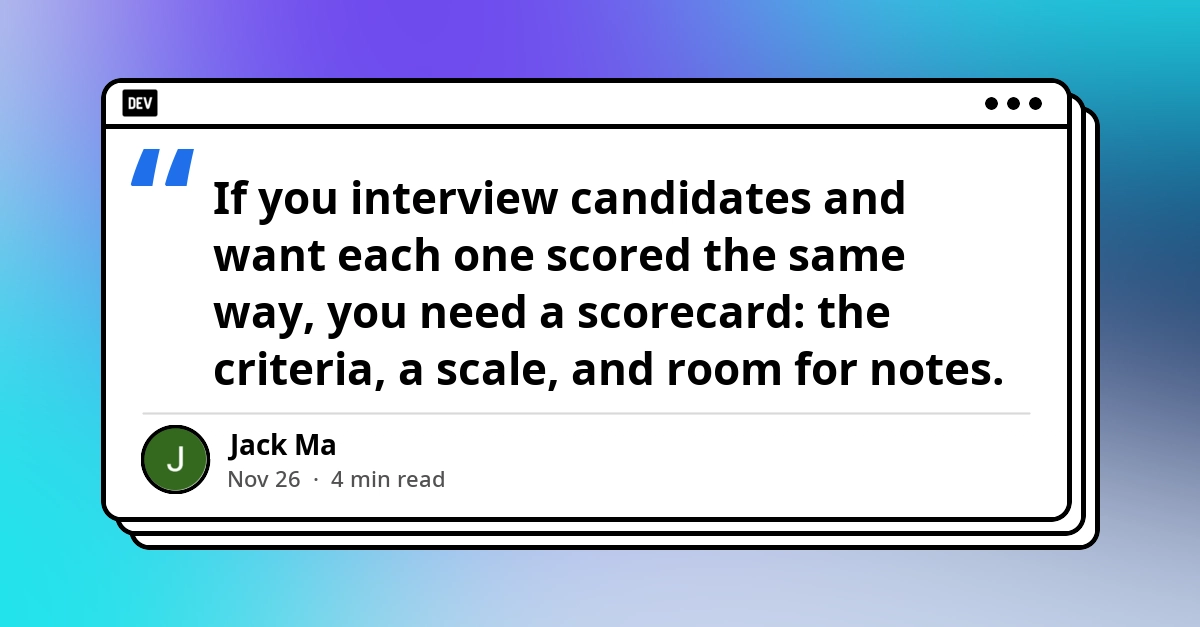 DEV
If you interview candidates and
want each one scored the same
way, you need a scorecard: the
criteria, a scale, and room for notes.
J
Jack Ma
Nov 26 · 4 min read